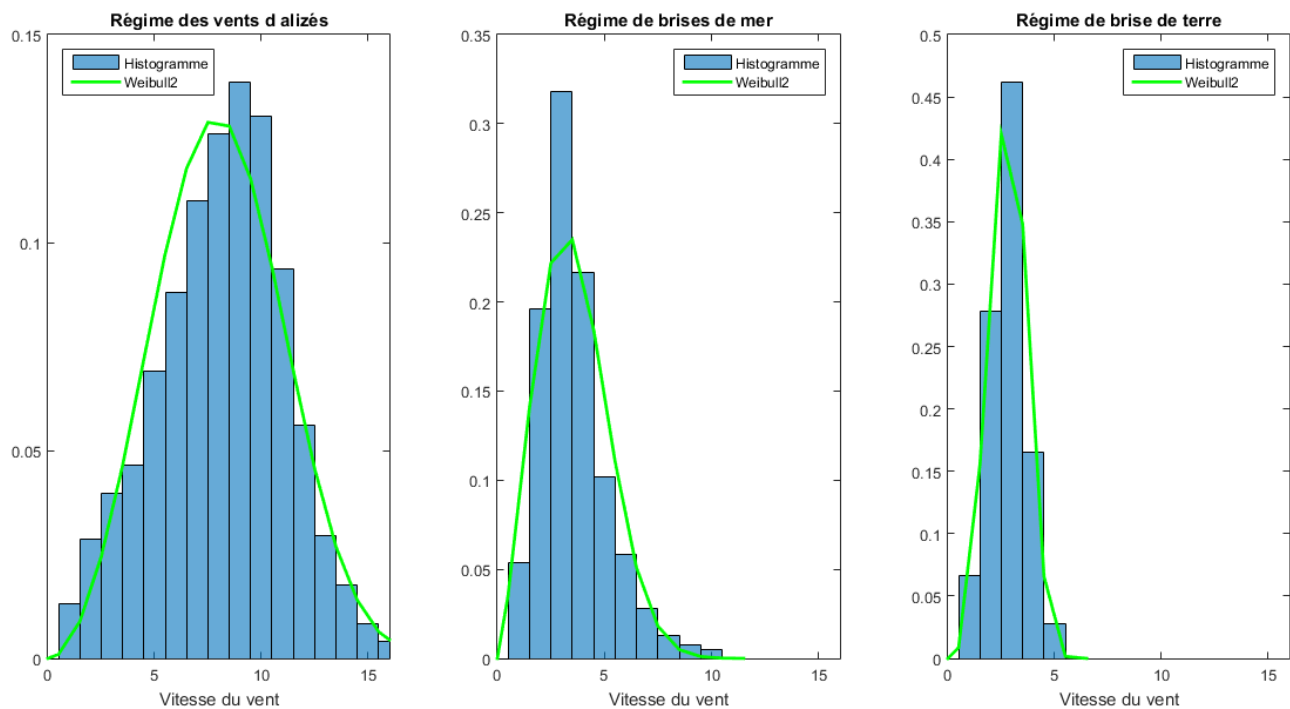 Régime des vents d alizés
0.15
Histogramme
Weibull2
0.1
0.05
0
0
5
10
15
Vitesse du vent
Régime de brises de mer
0.35
Histogramme
Weibull2
0.3
0.25
0.2
0.15
0.1
0.05
0
0
5
10
15
Vitesse du vent
Régime de brise de terre
0.5
Histogramme
Weibull2
0.45
0.4
0.35
0.3
0.25
0.2
0.15
0.1
0.05
0
0
5
10
15
Vitesse du vent